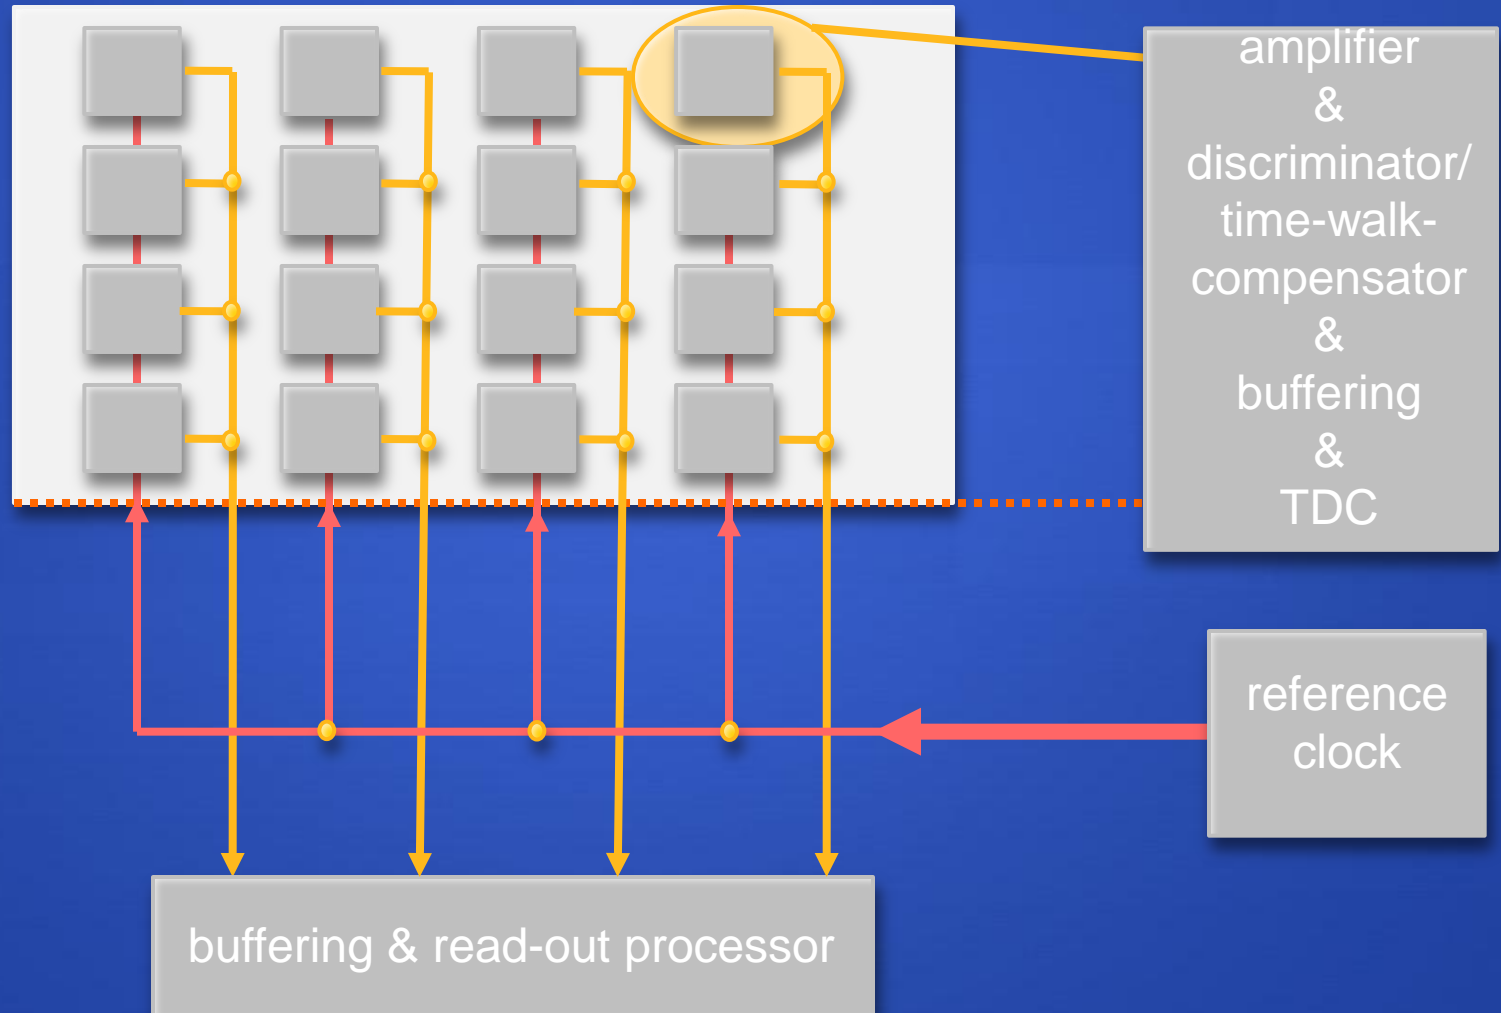 amplifier
&
discriminator/
time-walk-
compensator
&
buffering
&
TDC
reference
clock
buffering & read-out processor